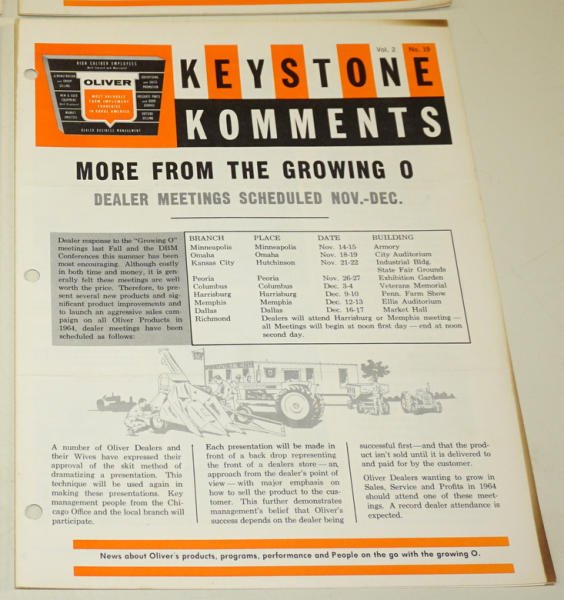 HIGH CALIBER EMPLOYEES
OLIVER
MOST VALUABLE
FARM IMPLEMENT
FRANCHISE
IN RURAL AMERICA
DEALER BUSINESS MANAGEMENT
Vol. 2 No. 19
KEYSTONE
KOMMENTS
MORE FROM THE GROWING O
DEALER MEETINGS SCHEDULED NOV.-DEC.
Dealer response to the "Growing O"
meetings last Fall and the DBM
Conferences this summer has been
most encouraging. Although costly
in both time and money, it is gen-
erally felt these meetings are well
worth the price. Therefore, to pre-
sent several new products and sig-
nificant product improvements and
to launch an aggressive sales cam-
paign on all Oliver Products in
1964, dealer meetings have been
scheduled as follows:
BRANCH PLACE DATE BUILDING
Minneapolis Minneapolis Nov. 14-15 Armory
Omaha Omaha Nov. 18-19 City Auditorium
Kansas City Hutchinson Nov. 21-22 Industrial Bldg.
State Fair Grounds
Peoria Peoria Nov. 26-27 Exhibition Garden
Columbus Columbus Dec. 3-4 Veterans Memorial
Harrisburg Harrisburg Dec. 9-10 Penn. Farm Show
Memphis Memphis Dec. 12-13 Ellis Auditorium
Dallas Dallas Dec. 16-17 Market Hall
Richmond Dealers will attend Harrisburg or Memphis meeting —
all Meetings will begin at noon first day — end at noon
second day.
A number of Oliver Dealers and
their Wives have expressed their
approval of the skit method of
dramatizing a presentation. This
technique will be used again in
making these presentations. Key
management people from the Chi-
cago Office and the local branch will
participate.
Each presentation will be made in
front of a back drop representing
the front of a dealers store — an
approach from the dealer's point of
view — with major emphasis on
how to sell the product to the cus-
tomer. This further demonstrates
management's belief that Oliver's
success depends on the dealer being
successful first — and that the prod-
uct isn't sold until it is delivered to
and paid for by the customer.
Oliver Dealers wanting to grow in
Sales, Service and Profits in 1964
should attend one of these meet-
ings. A record dealer attendance is
expected.
News about Oliver's products, programs, performance and People on the go with the growing O.